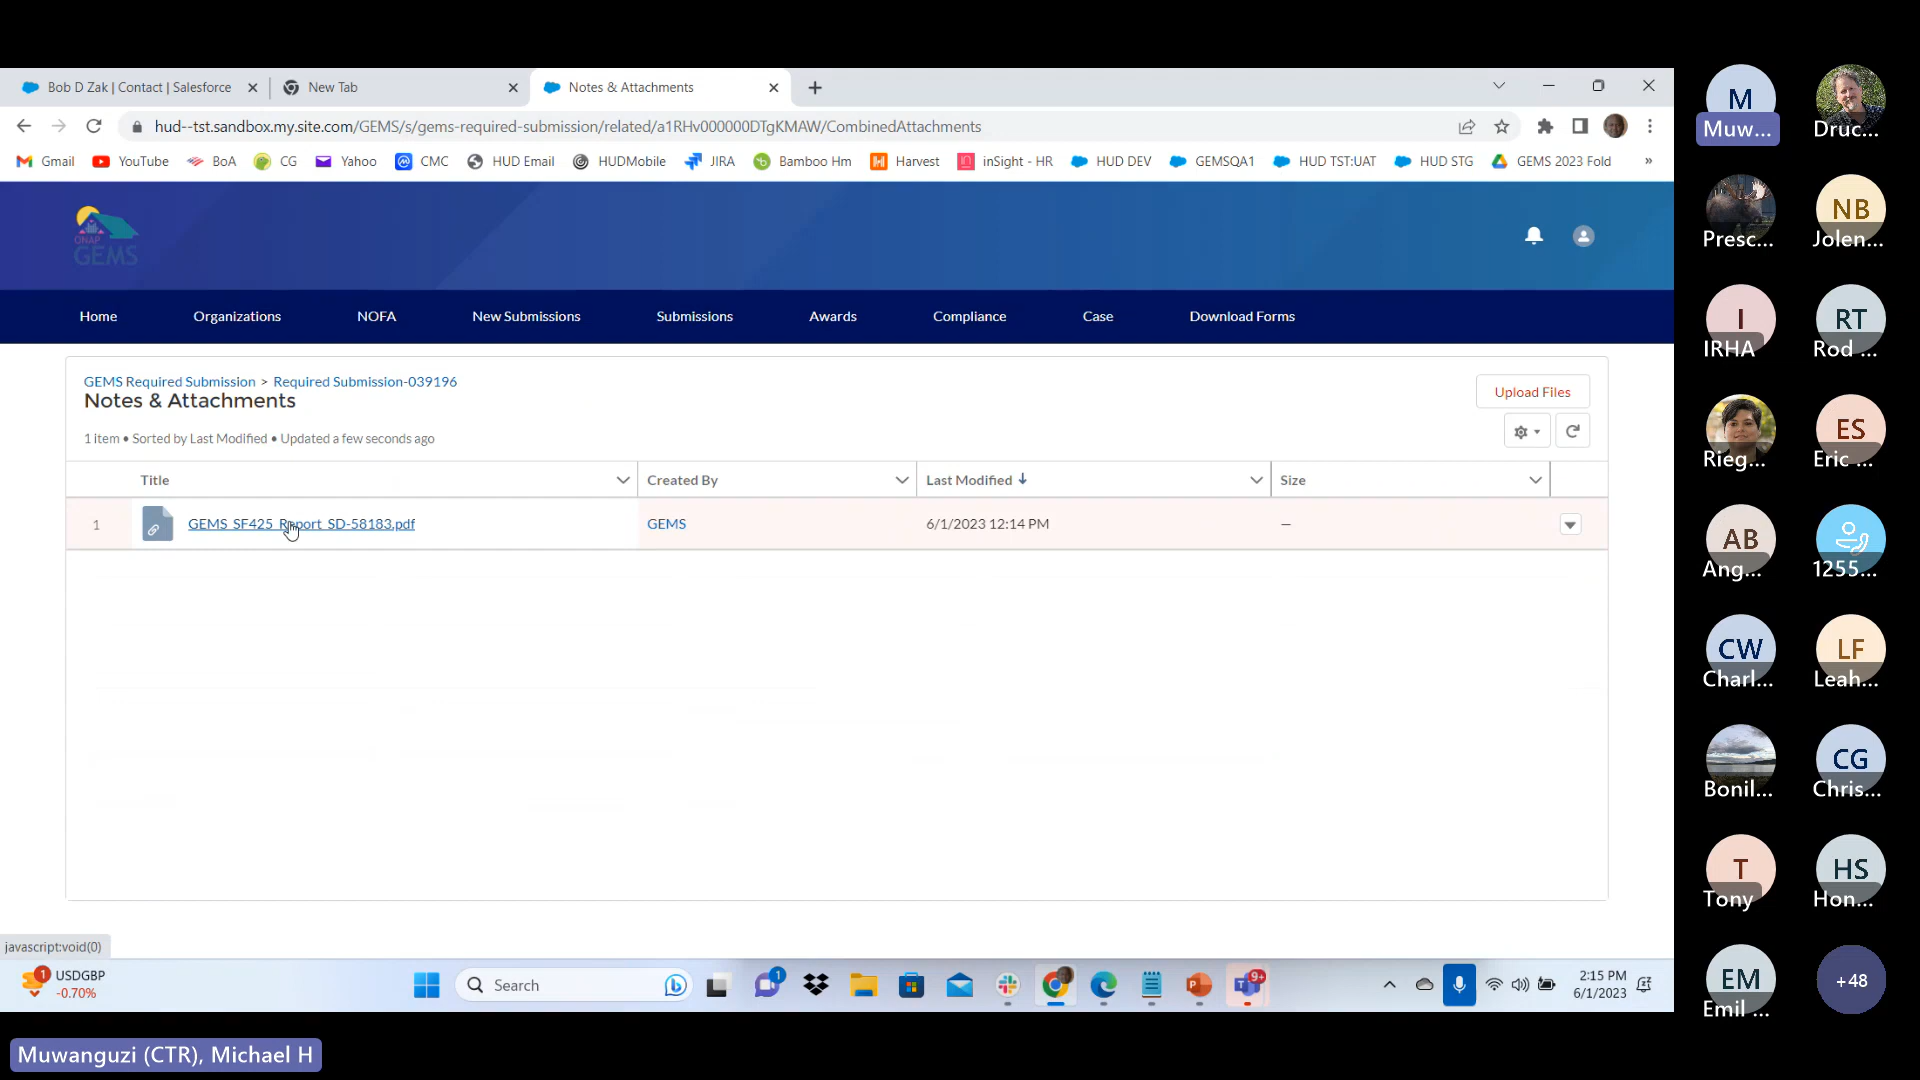 Bob D Zak | Contact | Salesforce
New Tab
Notes & Attachments
hud--tst.sandbox.my.site.com/GEMS/s/gems-required-submission/related/a1RHv000000DTgKMAW/CombinedAttachments
Gmail
YouTube
BoA
CG
Yahoo
CMC
HUD Email
HUDMobile
JIRA
Bamboo Hm
Harvest
inSight - HR
HUD DEV
GEMSQA1
HUD TST:UAT
HUD STG
GEMS 2023 Fold
»
ONAP
GEMS
Home
Organizations
NOFA
New Submissions
Submissions
Awards
Compliance
Case
Download Forms
GEMS Required Submission > Required Submission-039196
Notes & Attachments
Upload Files
1 item • Sorted by Last Modified • Updated a few seconds ago
Title
Created By
Last Modified
Size
1
GEMS_SF425_Report_SD-58183.pdf
GEMS
6/1/2023 12:14 PM
—
javascript:void(0)
1
USDGBP
-0.70%
Search
1
9+
2:15 PM
6/1/2023
Muwanguzi (CTR), Michael H
M
Muw...
Druc...
Presc...
NB
Jolen...
I
IRHA
RT
Rod ...
Rieg...
ES
Eric ...
AB
Ang...
1255...
CW
Charl...
LF
Leah...
Bonil...
CG
Chris...
T
Tony
HS
Hon...
EM
Emil ...
+48